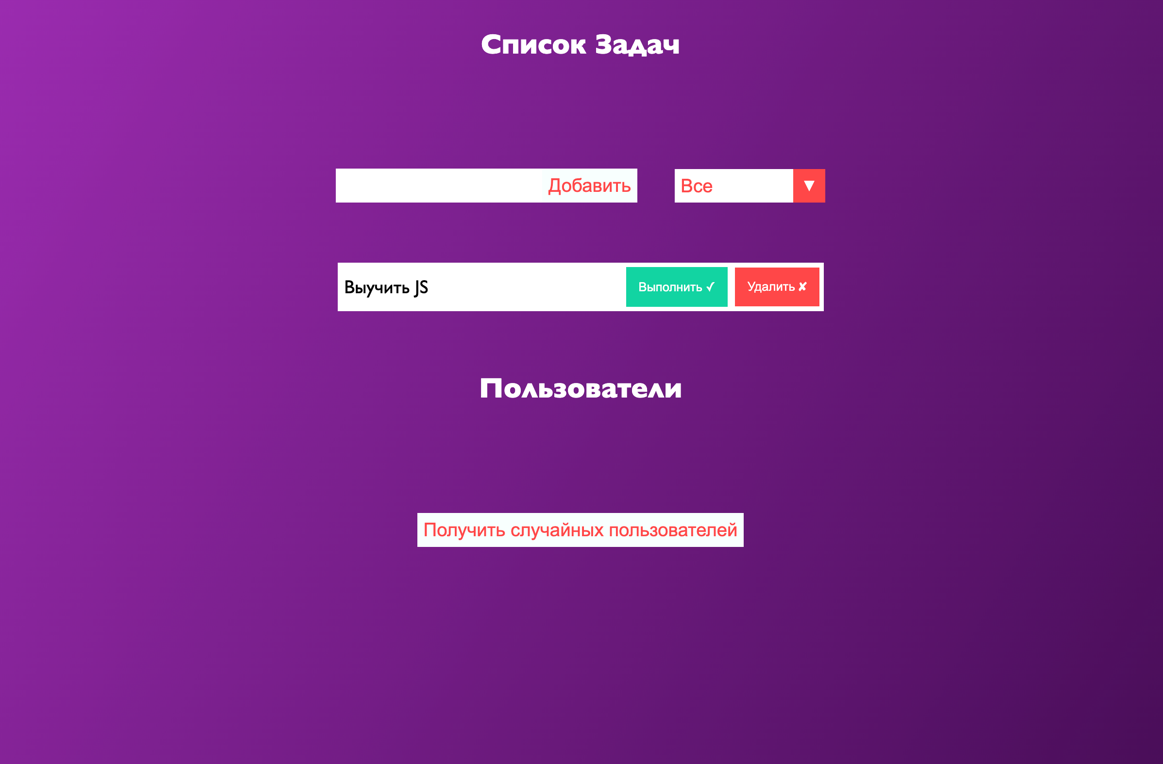 Список Задач
Добавить
Все ▼
Выучить JS
Выполнить ✓
Удалить ✘
Пользователи
Получить случайных пользователей